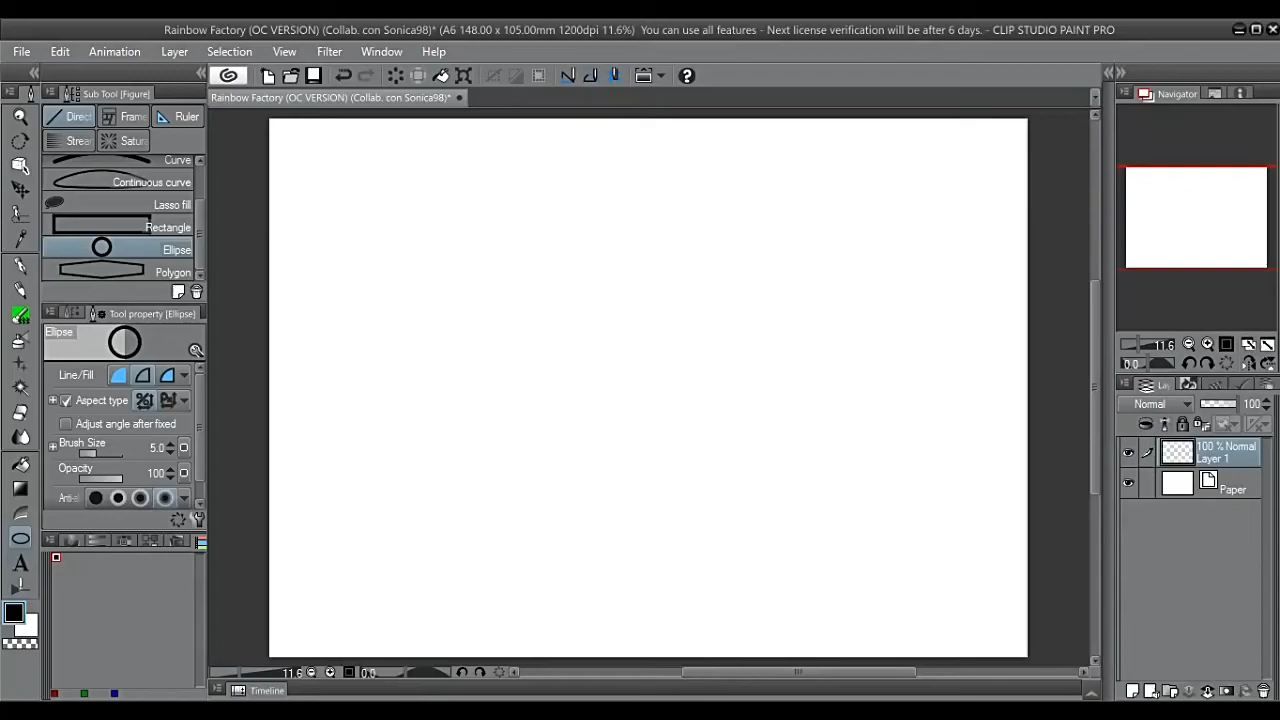 Rainbow Factory (OC VERSION) (Collab. con Sonica98)* (A6 148.00 x 105.00mm 1200dpi 11.6%) You can use all features - Next license verification will be after 6 days. - CLIP STUDIO PAINT PRO
File Edit Animation Layer Selection View Filter Window Help
Sub Tool [Figure]
Rainbow Factory (OC VERSION) (Collab. con Sonica98)*
Navigator
Direct Frame Ruler
Strea Satur
Curve
Continuous curve
Lasso fill
Rectangle
Ellipse
Polygon
Tool property [Ellipse]
Ellipse
Line/Fill
Aspect type
Adjust angle after fixed
Brush Size 5.0
Opacity 100
Anti-
11.6
0.0
Lay
Normal 100
100 % Normal
Layer 1
Paper
A
11.6 0.0
Timeline